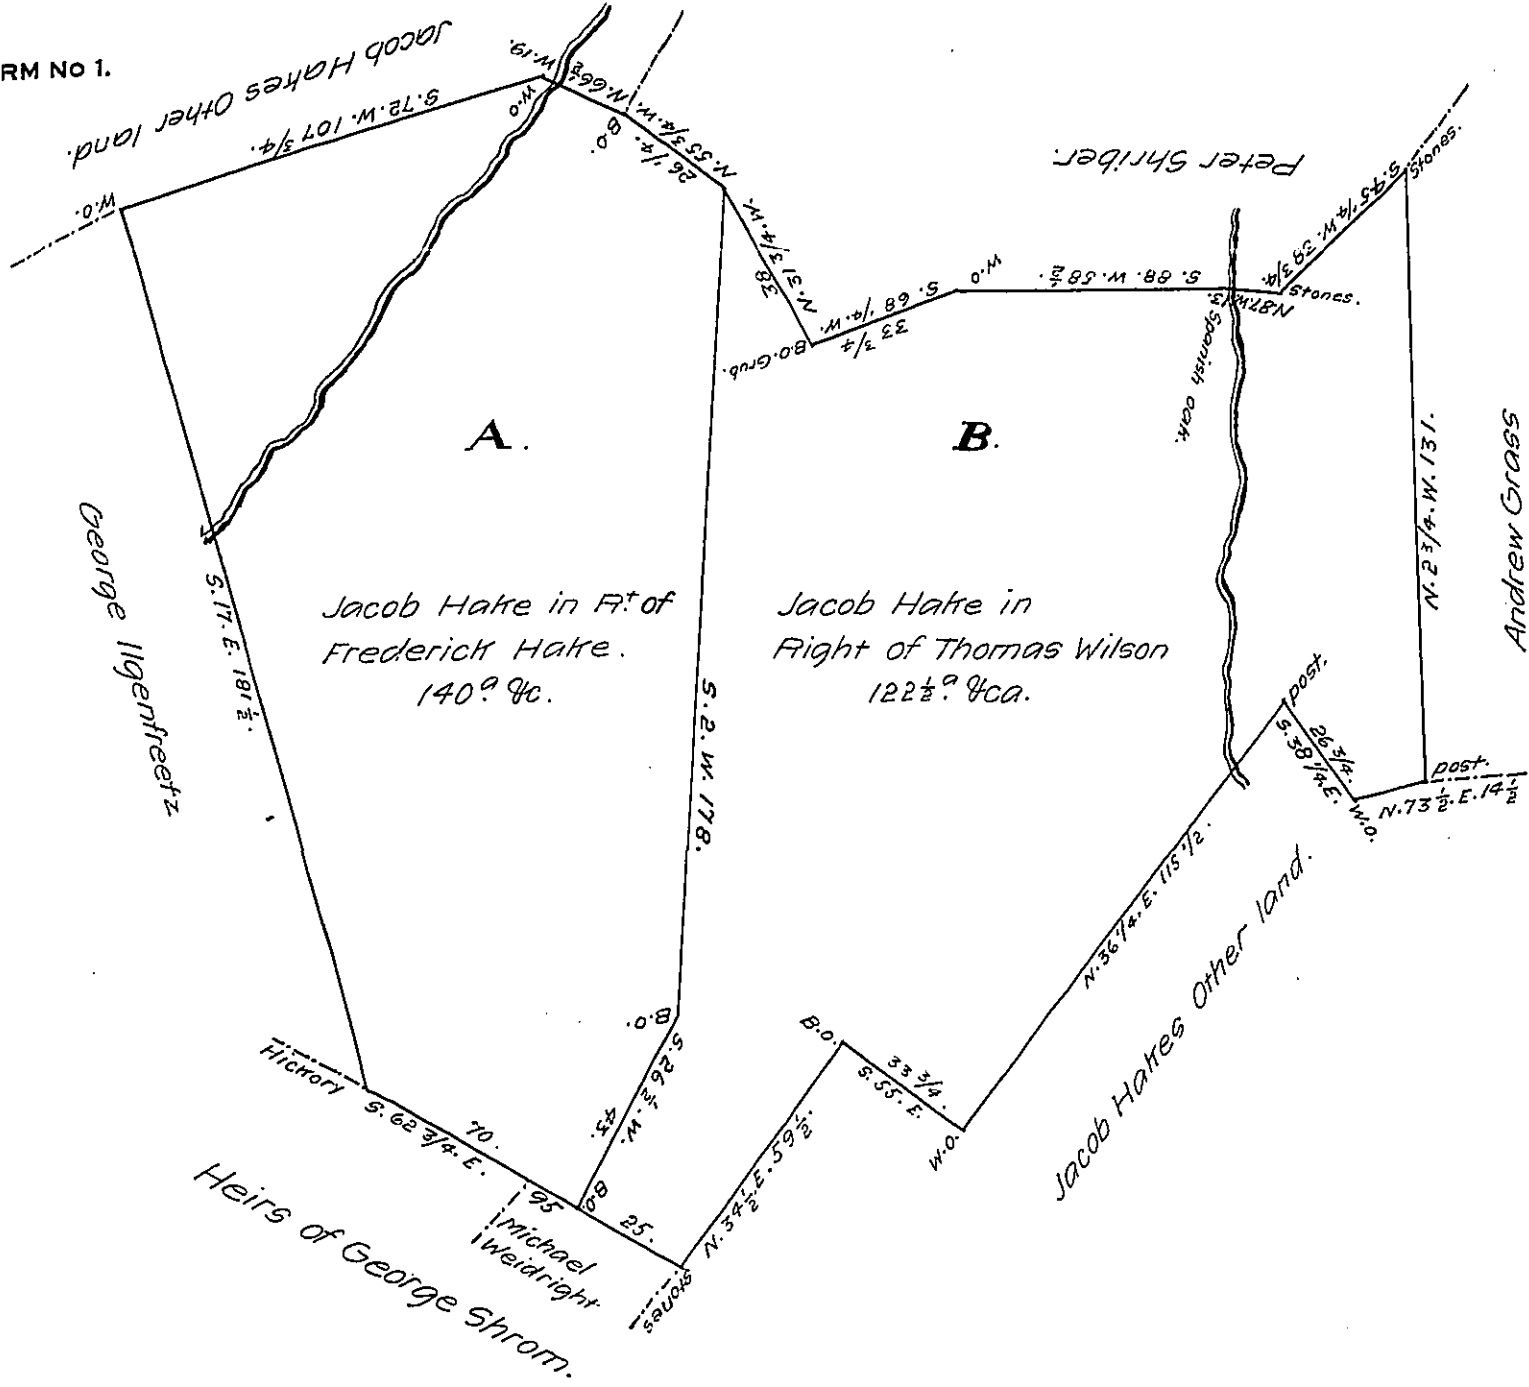 RM No 1.
Jacob Hakes Other land.
S. 72. W. 107 3/4.
W.O.
W.O
N. 66½ W. 19.
B.O.
N. 55 3/4. W.
26 1/4.
N. 31 3/4. W.
38
B.O. Grub.
S. 68 1/4. W.
33 3/4
W.O
S. 88. W. 58½.
Peter Shriber.
N. 87. W. 13
Spanish oak.
Stones.
S. 45 1/4. W. 38 3/4.
Stones.
A.
B.
N. 2 3/4. W. 131.
Andrew Grass
George Ilgenfreetz
S. 17. E. 181½.
Jacob Hake in Rt. of
Frederick Hake.
140a. &c.
Jacob Hake in
Right of Thomas Wilson
122½a. &ca.
S. 2. W. 178.
post.
26 3/4.
S. 38 1/4. E.
W.O.
post.
N. 73½. E. 14½
N. 36 1/4. E. 115 1/2.
Jacob Hakes Other land.
B.O.
S. 26½. W.
43.
B.O.
B.O.
33 3/4.
S. 55. E.
W.O.
N. 34½. E. 59½
Hickory
S. 62 3/4. E.
70.
95
25.
Michael
Weidright
Stones
Heirs of George Shrom.